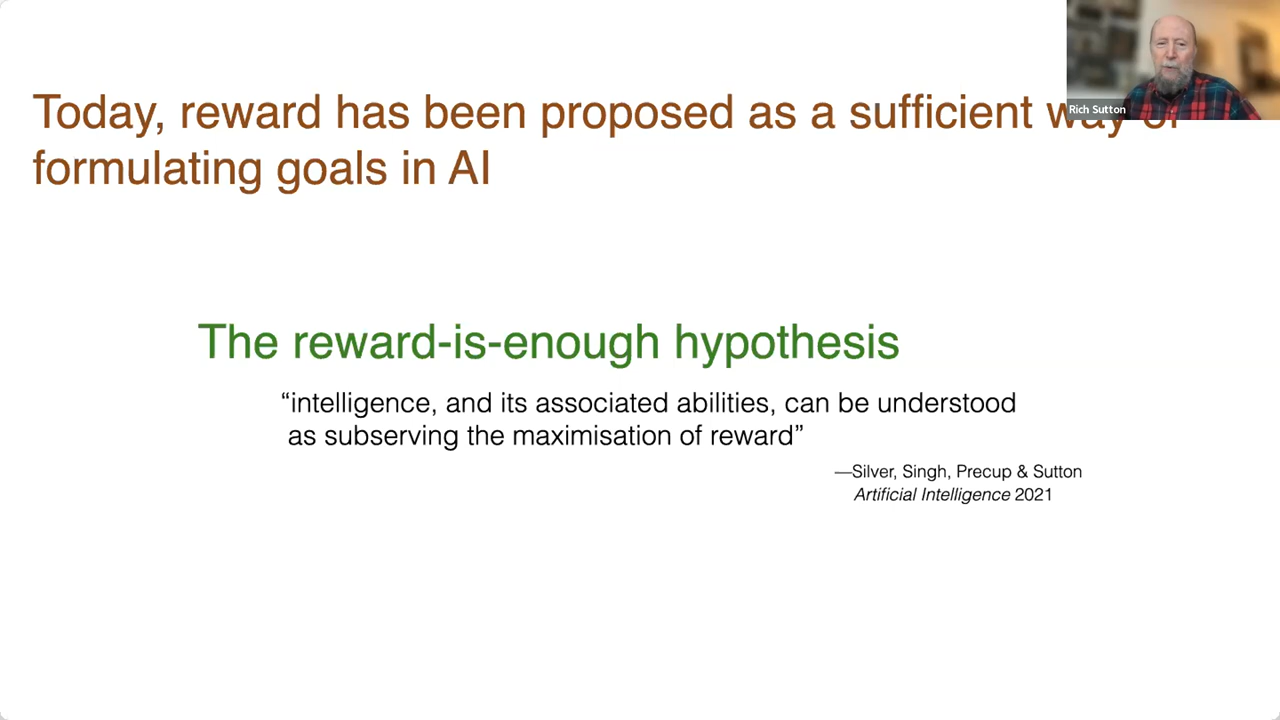 Today, reward has been proposed as a sufficient way of
formulating goals in AI
Rich Sutton
The reward-is-enough hypothesis
“intelligence, and its associated abilities, can be understood
as subserving the maximisation of reward”
—Silver, Singh, Precup & Sutton
Artificial Intelligence 2021